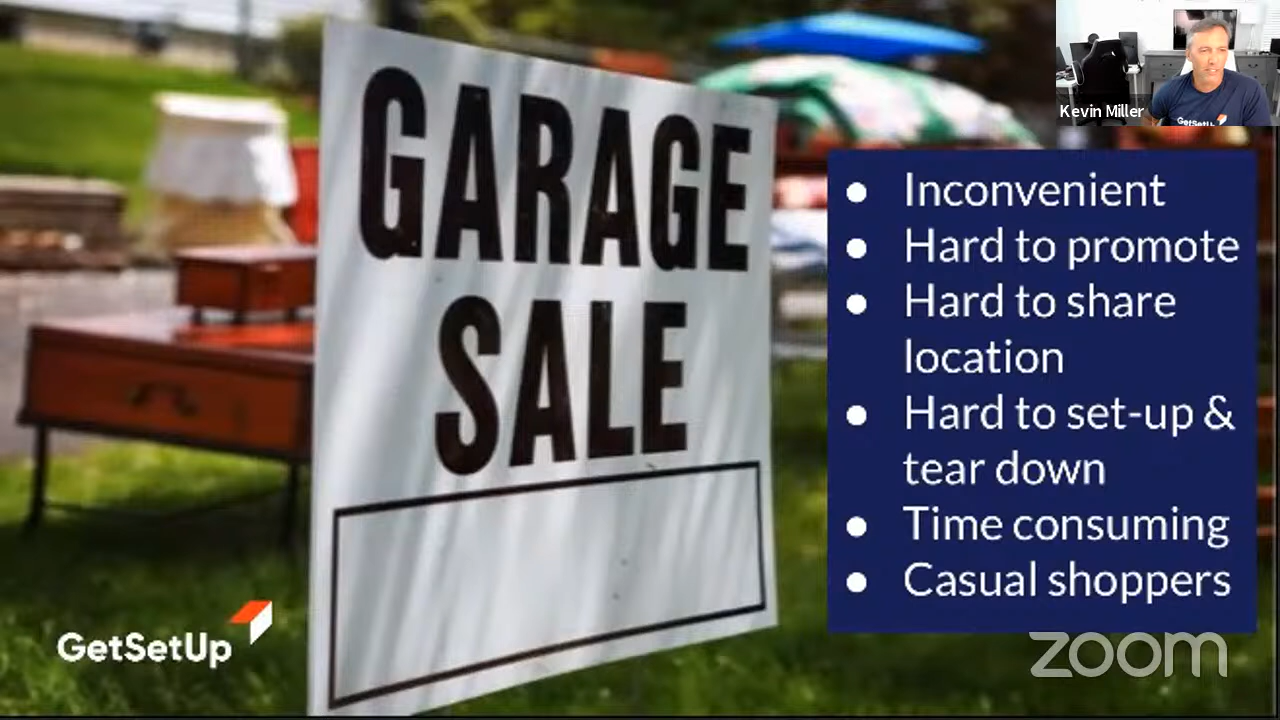 Kevin Miller
GetSetUp
GARAGE
SALE
● Inconvenient
● Hard to promote
● Hard to share
location
● Hard to set-up &
tear down
● Time consuming
● Casual shoppers
GetSetUp
zoom